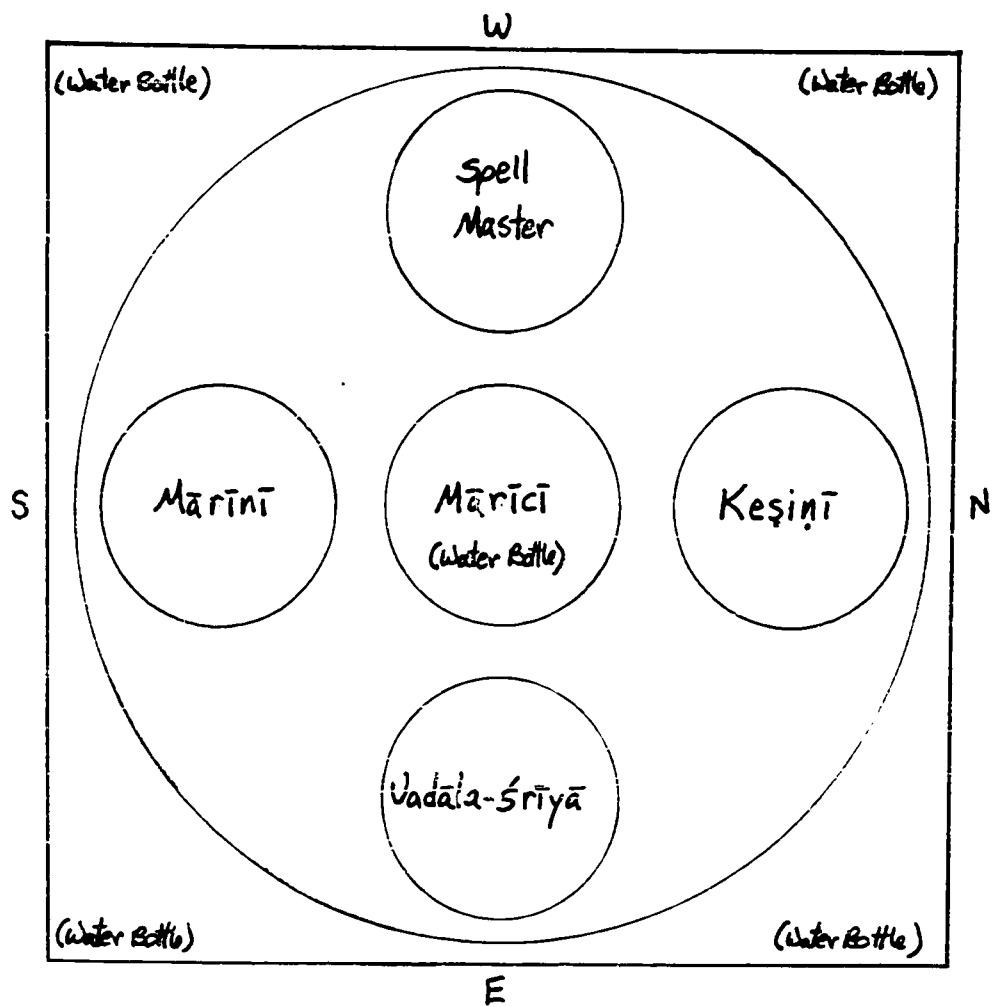 W
(Water Bottle)
(Water Bottle)
Spell
Master
S
Mārīnī
Mārīcī
(Water Bottle)
Keṣiṇī
N
Vadāla-Śrīyā
(Water Bottle)
(Water Bottle)
E